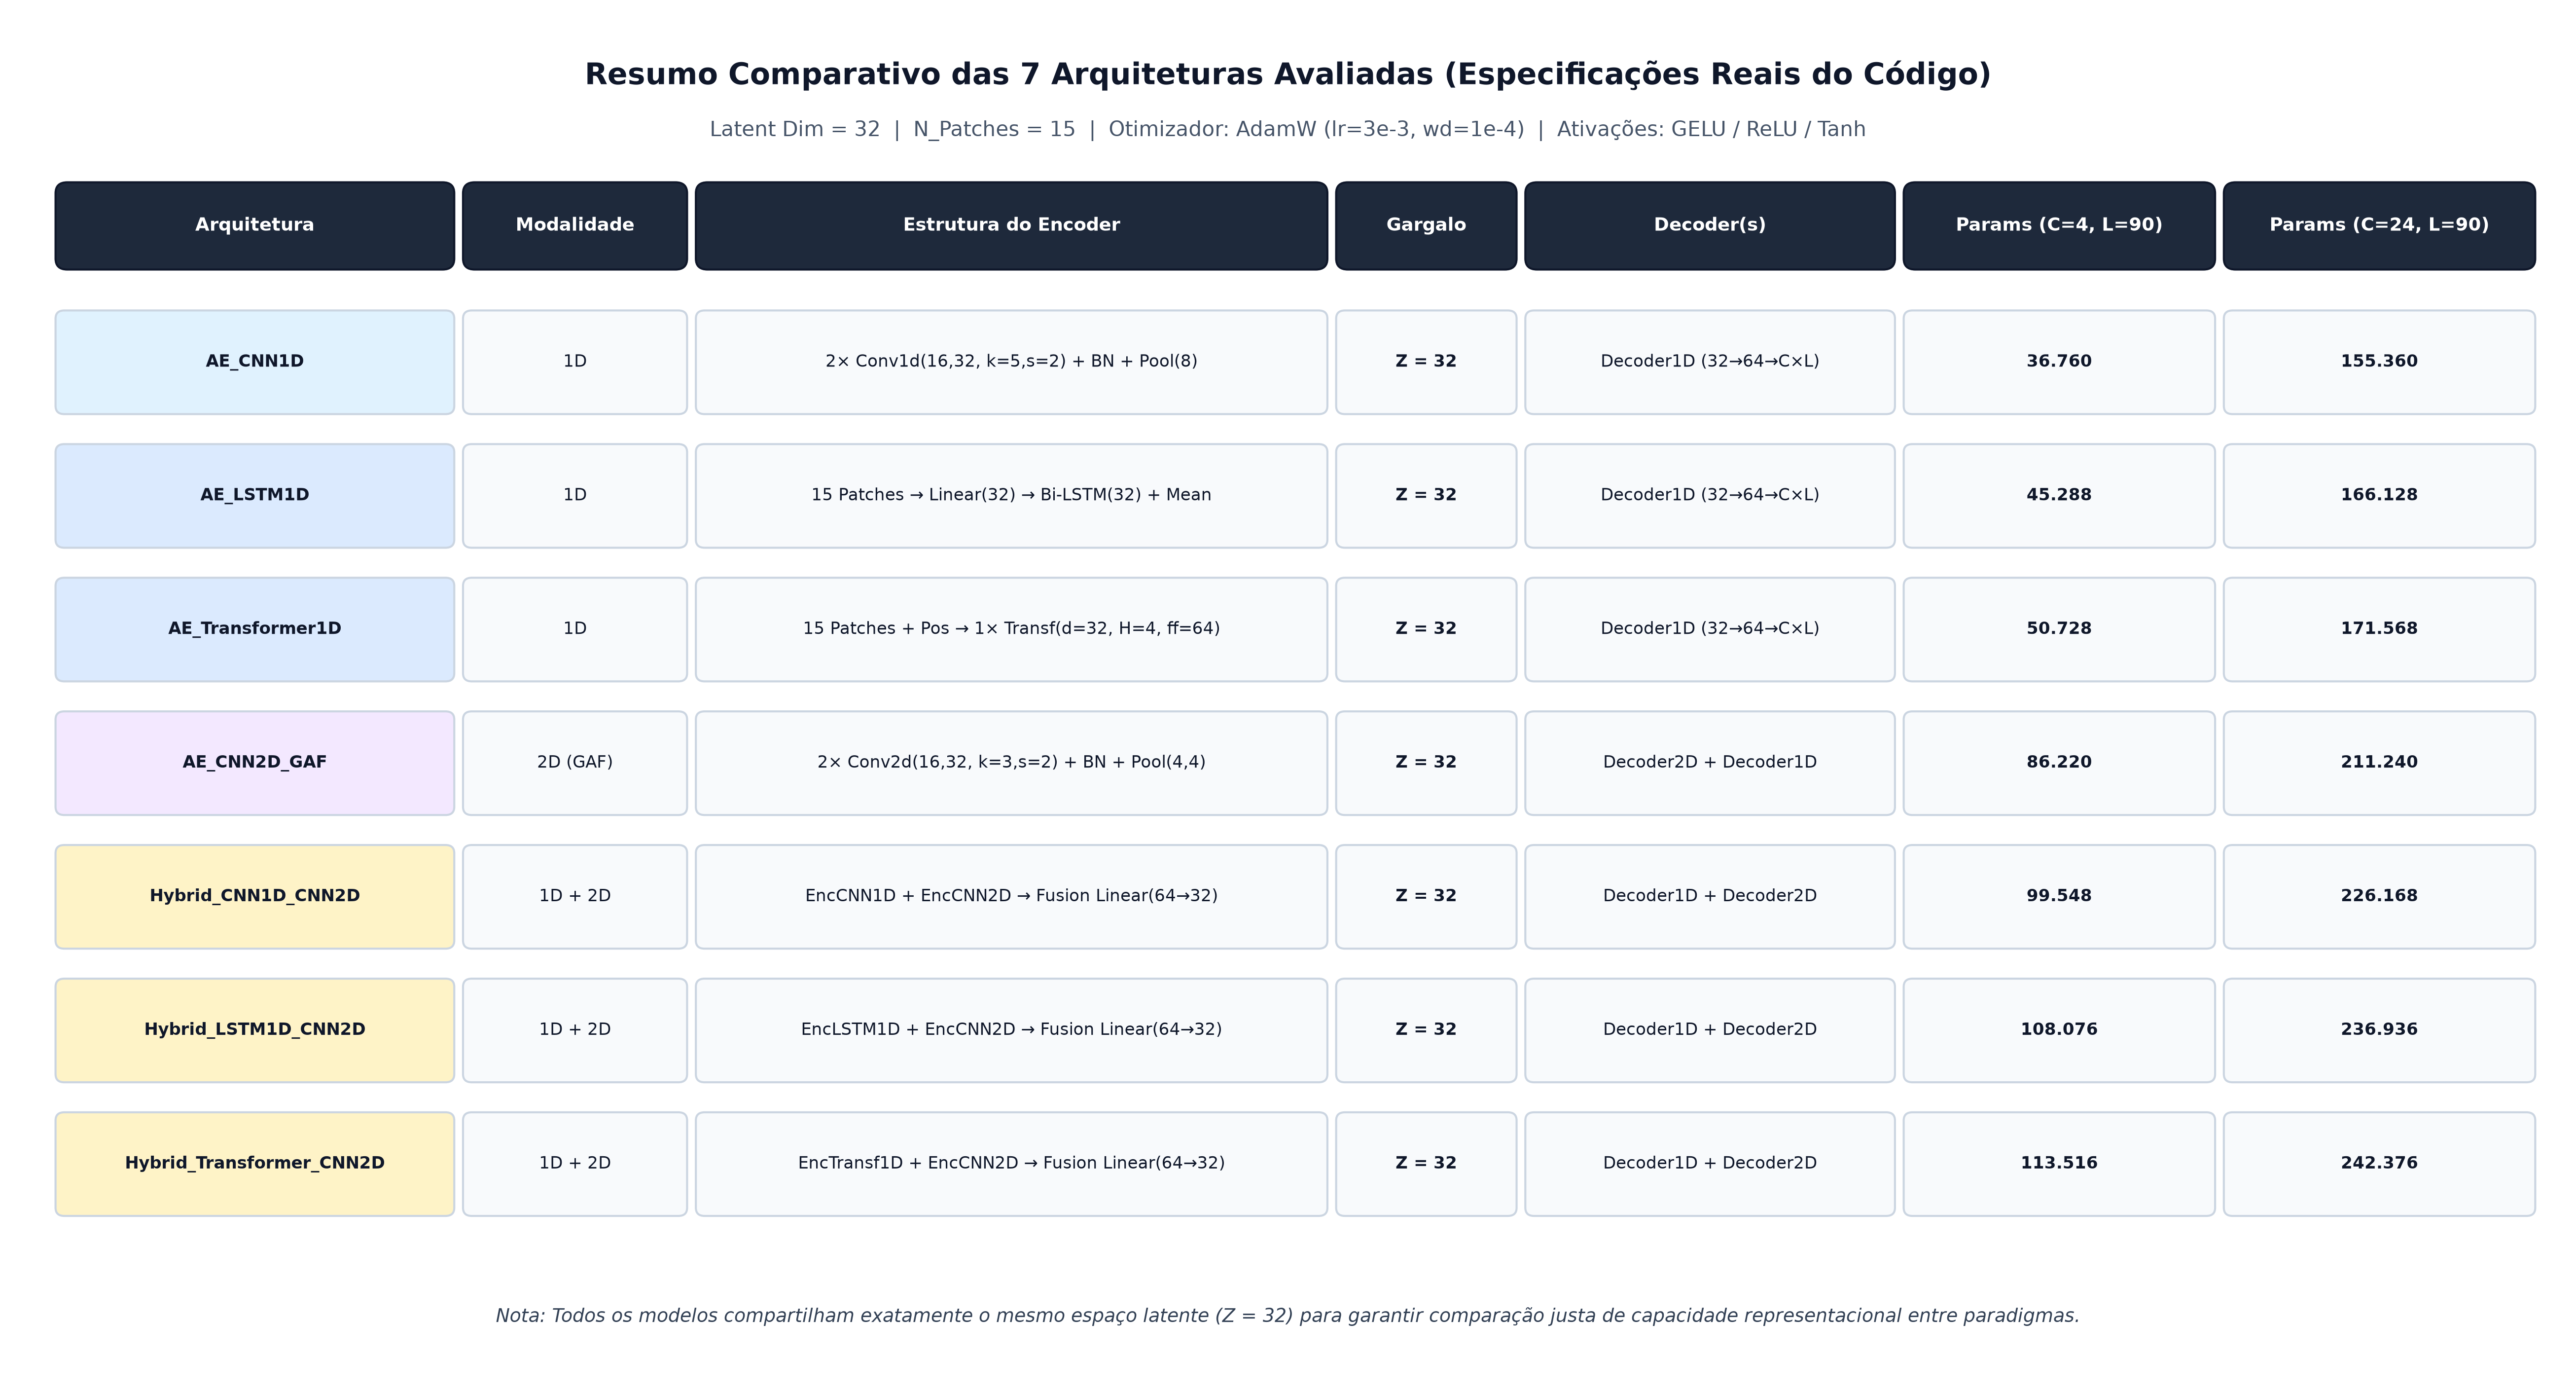 Resumo Comparativo das 7 Arquiteturas Avaliadas (Especificações Reais do Código)
Latent Dim = 32 | N_Patches = 15 | Otimizador: AdamW (lr=3e-3, wd=1e-4) | Ativações: GELU / ReLU / Tanh
Arquitetura Modalidade Estrutura do Encoder Gargalo Decoder(s) Params (C=4, L=90) Params (C=24, L=90)
AE_CNN1D 1D 2× Conv1d(16,32, k=5,s=2) + BN + Pool(8) Z = 32 Decoder1D (32→64→C×L) 36.760 155.360
AE_LSTM1D 1D 15 Patches → Linear(32) → Bi-LSTM(32) + Mean Z = 32 Decoder1D (32→64→C×L) 45.288 166.128
AE_Transformer1D 1D 15 Patches + Pos → 1× Transf(d=32, H=4, ff=64) Z = 32 Decoder1D (32→64→C×L) 50.728 171.568
AE_CNN2D_GAF 2D (GAF) 2× Conv2d(16,32, k=3,s=2) + BN + Pool(4,4) Z = 32 Decoder2D + Decoder1D 86.220 211.240
Hybrid_CNN1D_CNN2D 1D + 2D EncCNN1D + EncCNN2D → Fusion Linear(64→32) Z = 32 Decoder1D + Decoder2D 99.548 226.168
Hybrid_LSTM1D_CNN2D 1D + 2D EncLSTM1D + EncCNN2D → Fusion Linear(64→32) Z = 32 Decoder1D + Decoder2D 108.076 236.936
Hybrid_Transformer_CNN2D 1D + 2D EncTransf1D + EncCNN2D → Fusion Linear(64→32) Z = 32 Decoder1D + Decoder2D 113.516 242.376
Nota: Todos os modelos compartilham exatamente o mesmo espaço latente (Z = 32) para garantir comparação justa de capacidade representacional entre paradigmas.